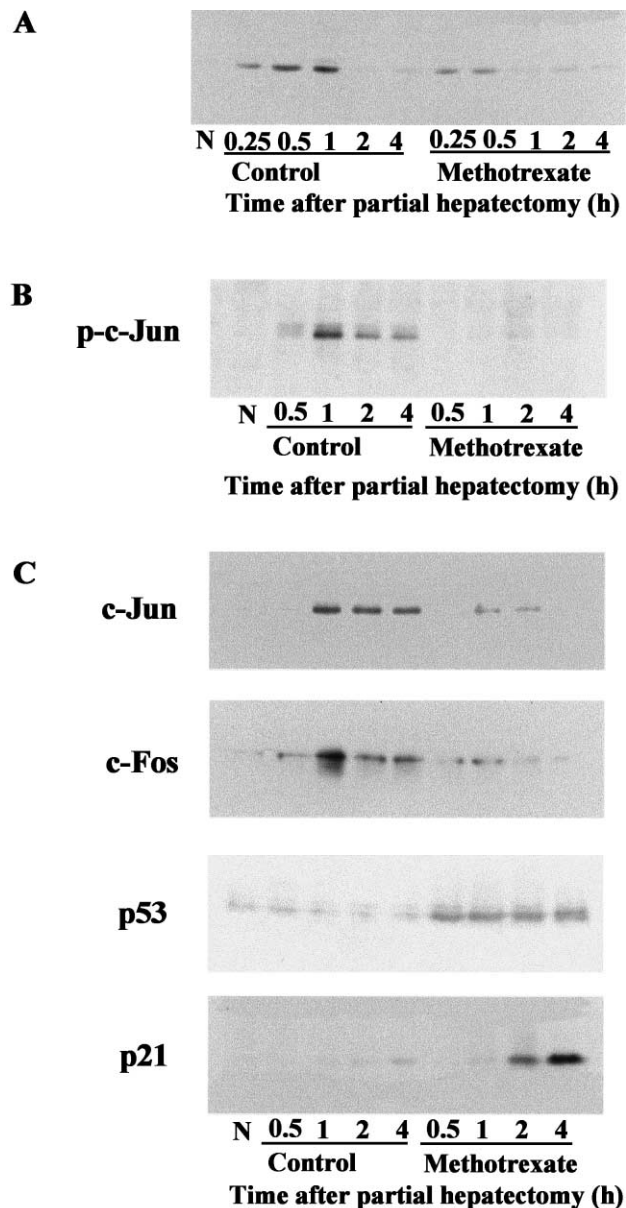 A
N 0.25 0.5 1 2 4 0.25 0.5 1 2 4
Control Methotrexate
Time after partial hepatectomy (h)
B
p-c-Jun
N 0.5 1 2 4 0.5 1 2 4
Control Methotrexate
Time after partial hepatectomy (h)
C
c-Jun
c-Fos
p53
p21
N 0.5 1 2 4 0.5 1 2 4
Control Methotrexate
Time after partial hepatectomy (h)